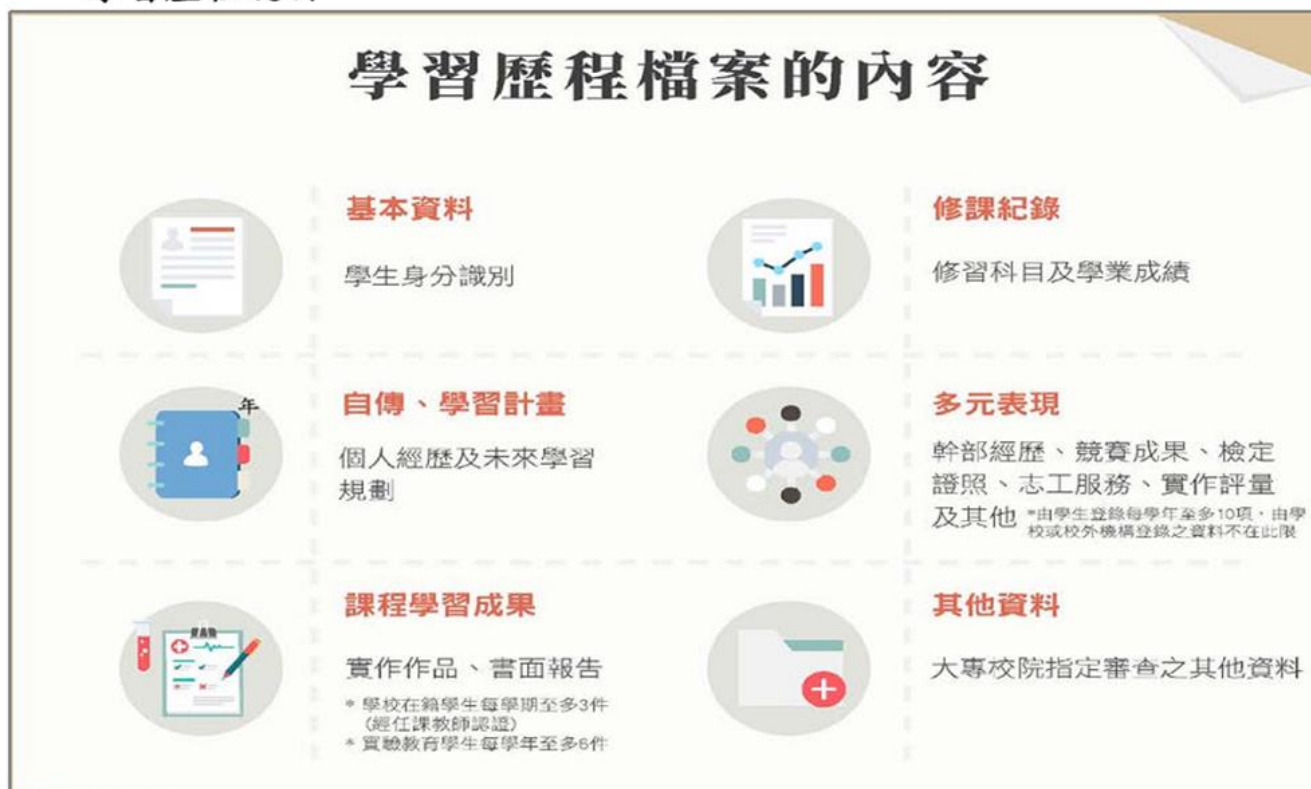 學習歷程檔案的內容
基本資料
學生身分識別
修課紀錄
修習科目及學業成績
年
自傳、學習計畫
個人經歷及未來學習
規劃
多元表現
幹部經歷、競賽成果、檢定
證照、志工服務、實作評量
及其他 *由學生登錄每學年至多10項,由學
校或校外機構登錄之資料不在此限
課程學習成果
實作作品、書面報告
* 學校在籍學生每學期至多3件
(經任課教師認證)
* 實驗教育學生每學年至多6件
其他資料
大專校院指定審查之其他資料